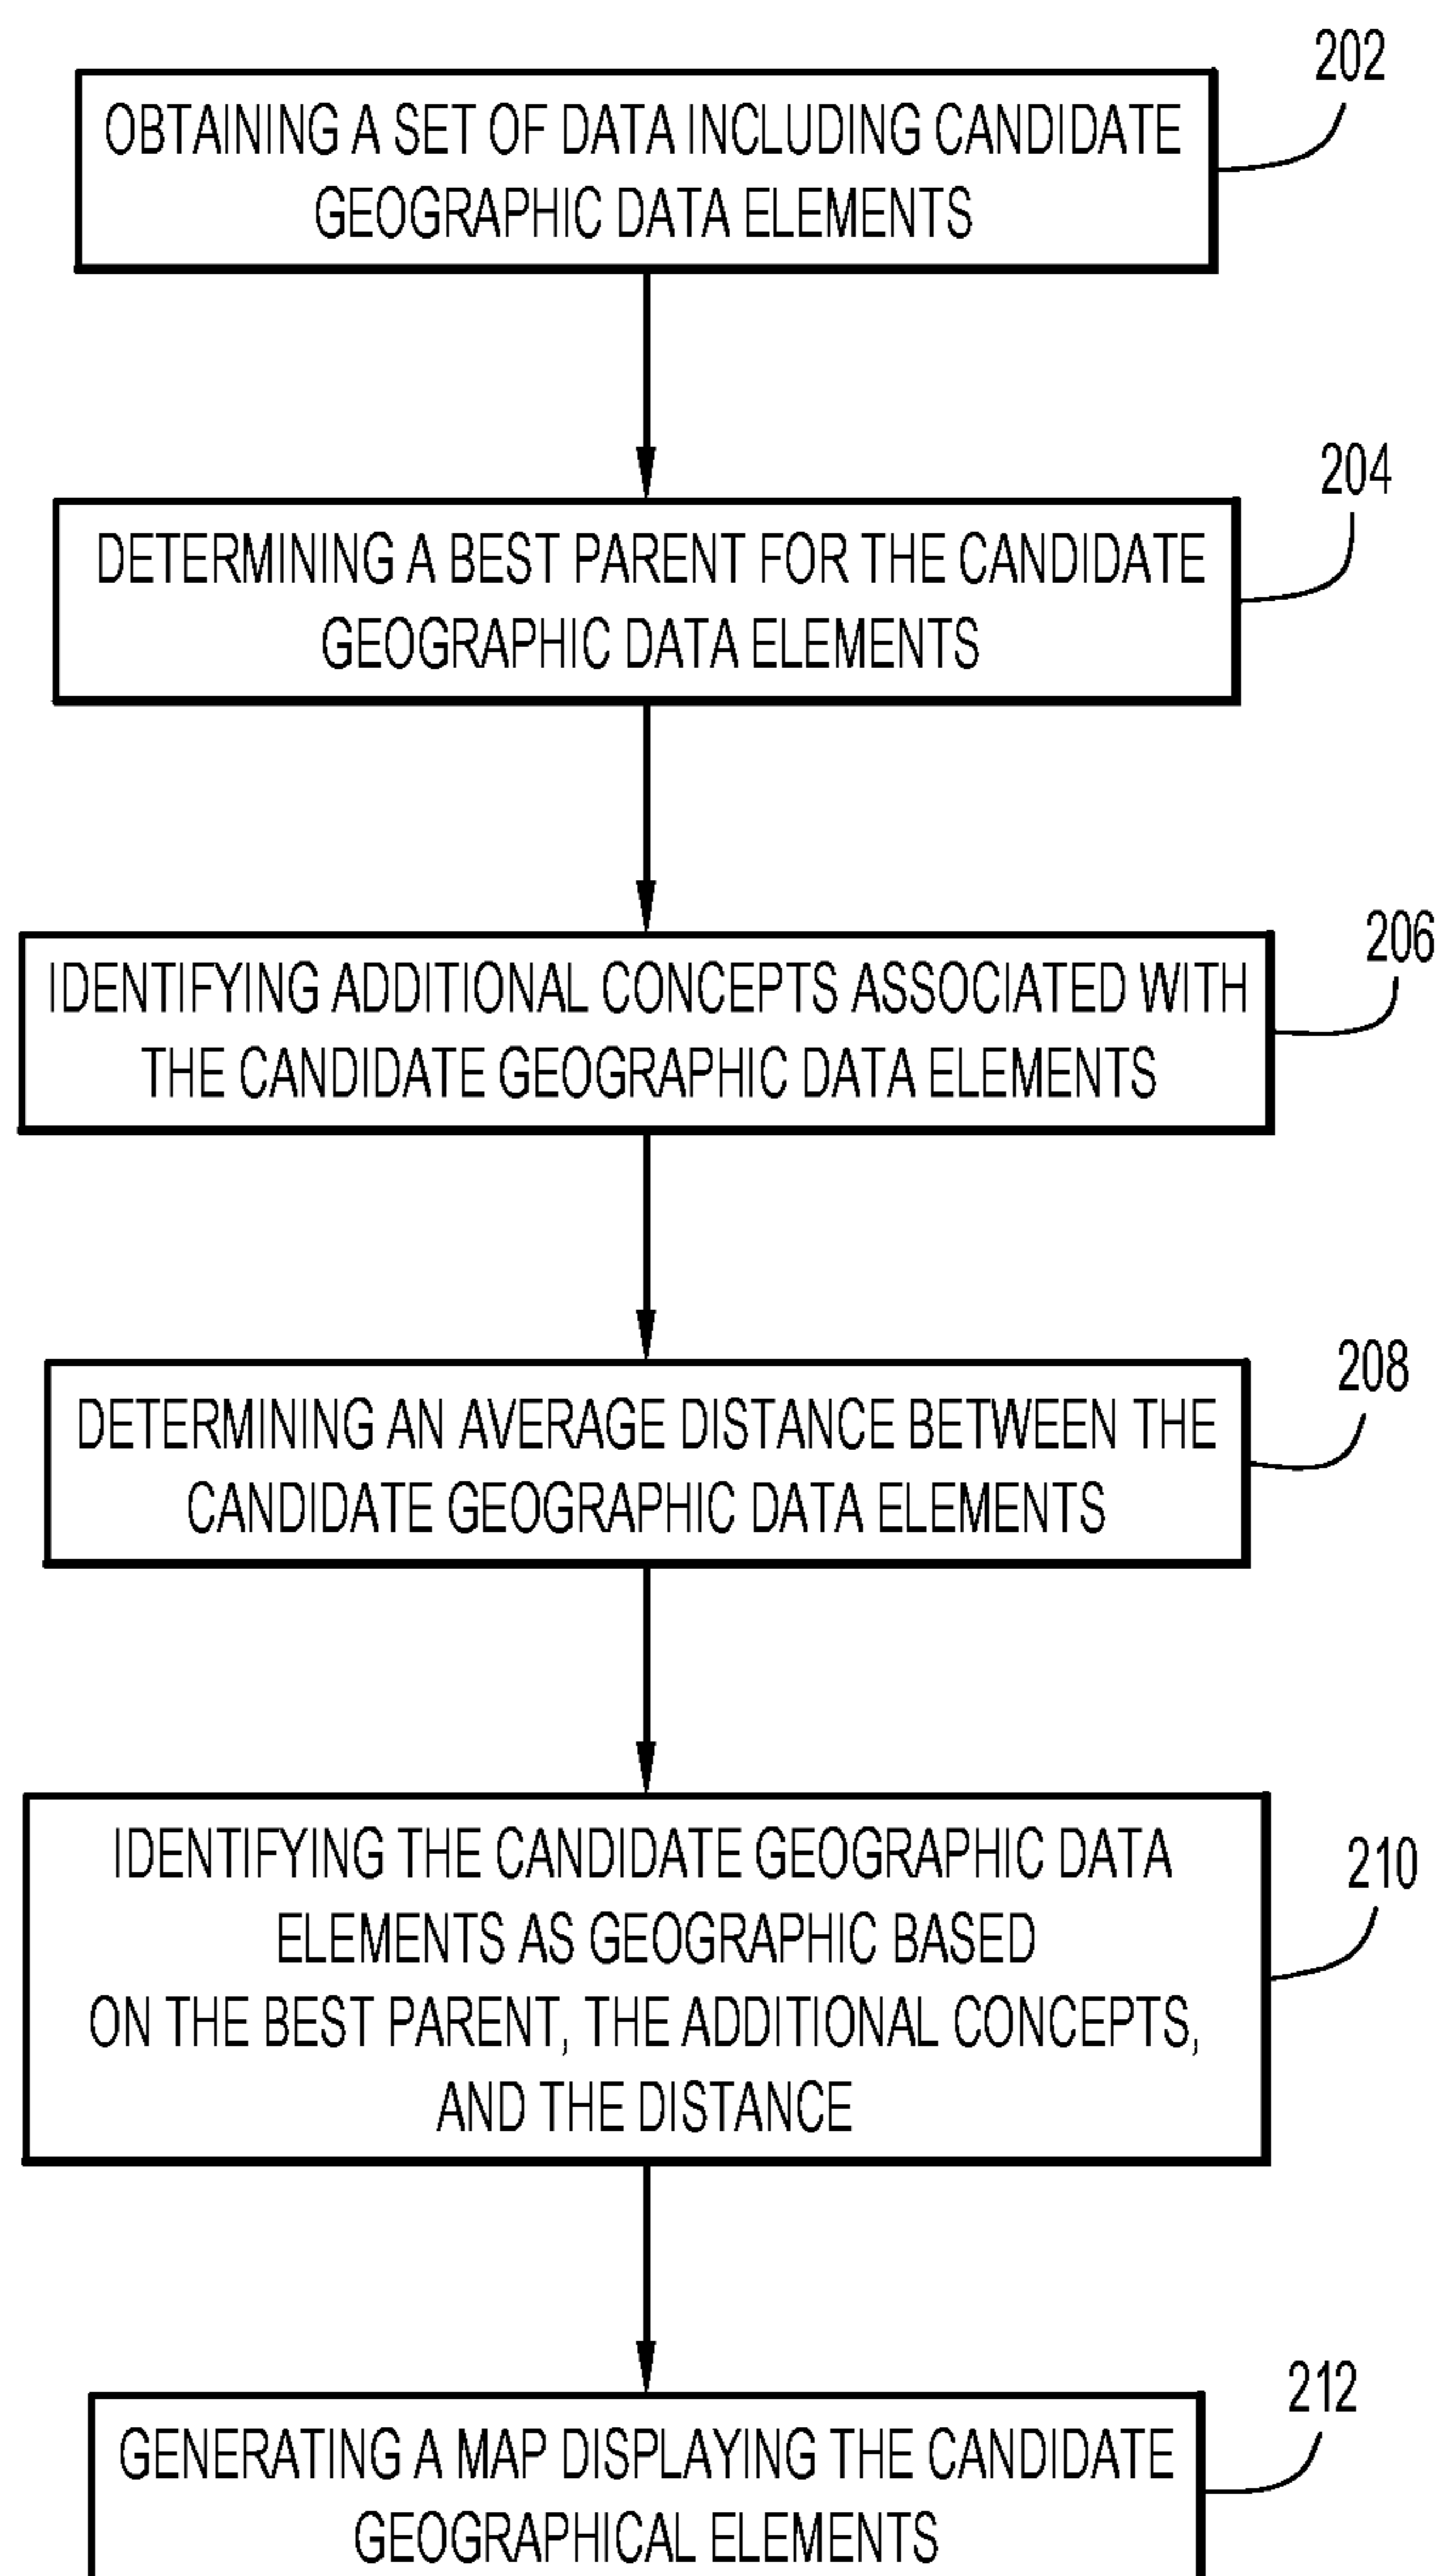 202
OBTAINING A SET OF DATA INCLUDING CANDIDATE
GEOGRAPHIC DATA ELEMENTS
204
DETERMINING A BEST PARENT FOR THE CANDIDATE
GEOGRAPHIC DATA ELEMENTS
206
IDENTIFYING ADDITIONAL CONCEPTS ASSOCIATED WITH
THE CANDIDATE GEOGRAPHIC DATA ELEMENTS
208
DETERMINING AN AVERAGE DISTANCE BETWEEN THE
CANDIDATE GEOGRAPHIC DATA ELEMENTS
210
IDENTIFYING THE CANDIDATE GEOGRAPHIC DATA
ELEMENTS AS GEOGRAPHIC BASED
ON THE BEST PARENT, THE ADDITIONAL CONCEPTS,
AND THE DISTANCE
212
GENERATING A MAP DISPLAYING THE CANDIDATE
GEOGRAPHICAL ELEMENTS